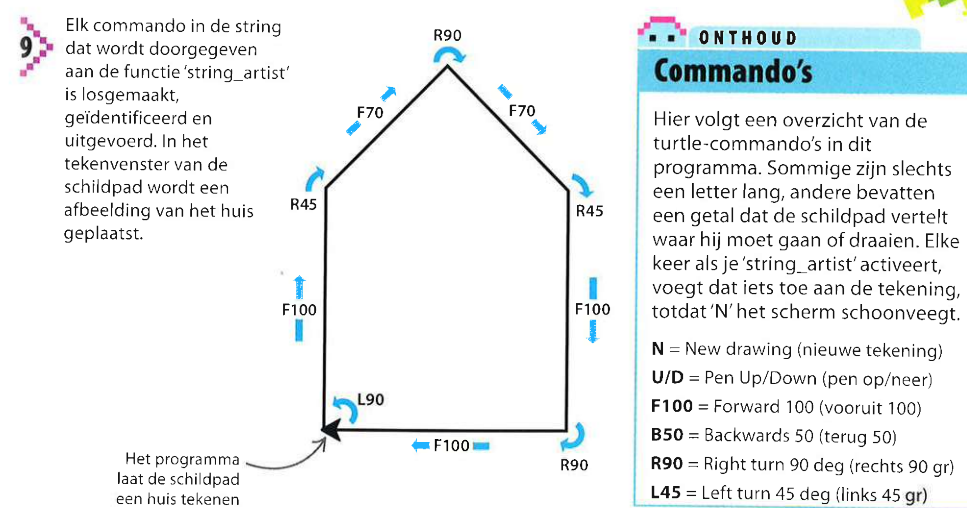 9
Elk commando in de string
dat wordt doorgegeven
aan de functie 'string_artist'
is losgemaakt,
geïdentificeerd en
uitgevoerd. In het
tekenvenster van de
schildpad wordt een
afbeelding van het huis
geplaatst.
R90
F70
F70
R45
R45
F100
F100
L90
F100
R90
Het programma
laat de schildpad
een huis tekenen
ONTHOUD
Commando's
Hier volgt een overzicht van de
turtle-commando's in dit
programma. Sommige zijn slechts
een letter lang, andere bevatten
een getal dat de schildpad vertelt
waar hij moet gaan of draaien. Elke
keer als je 'string_artist' activeert,
voegt dat iets toe aan de tekening,
totdat 'N' het scherm schoonveegt.
N = New drawing (nieuwe tekening)
U/D = Pen Up/Down (pen op/neer)
F100 = Forward 100 (vooruit 100)
B50 = Backwards 50 (terug 50)
R90 = Right turn 90 deg (rechts 90 gr)
L45 = Left turn 45 deg (links 45 gr)